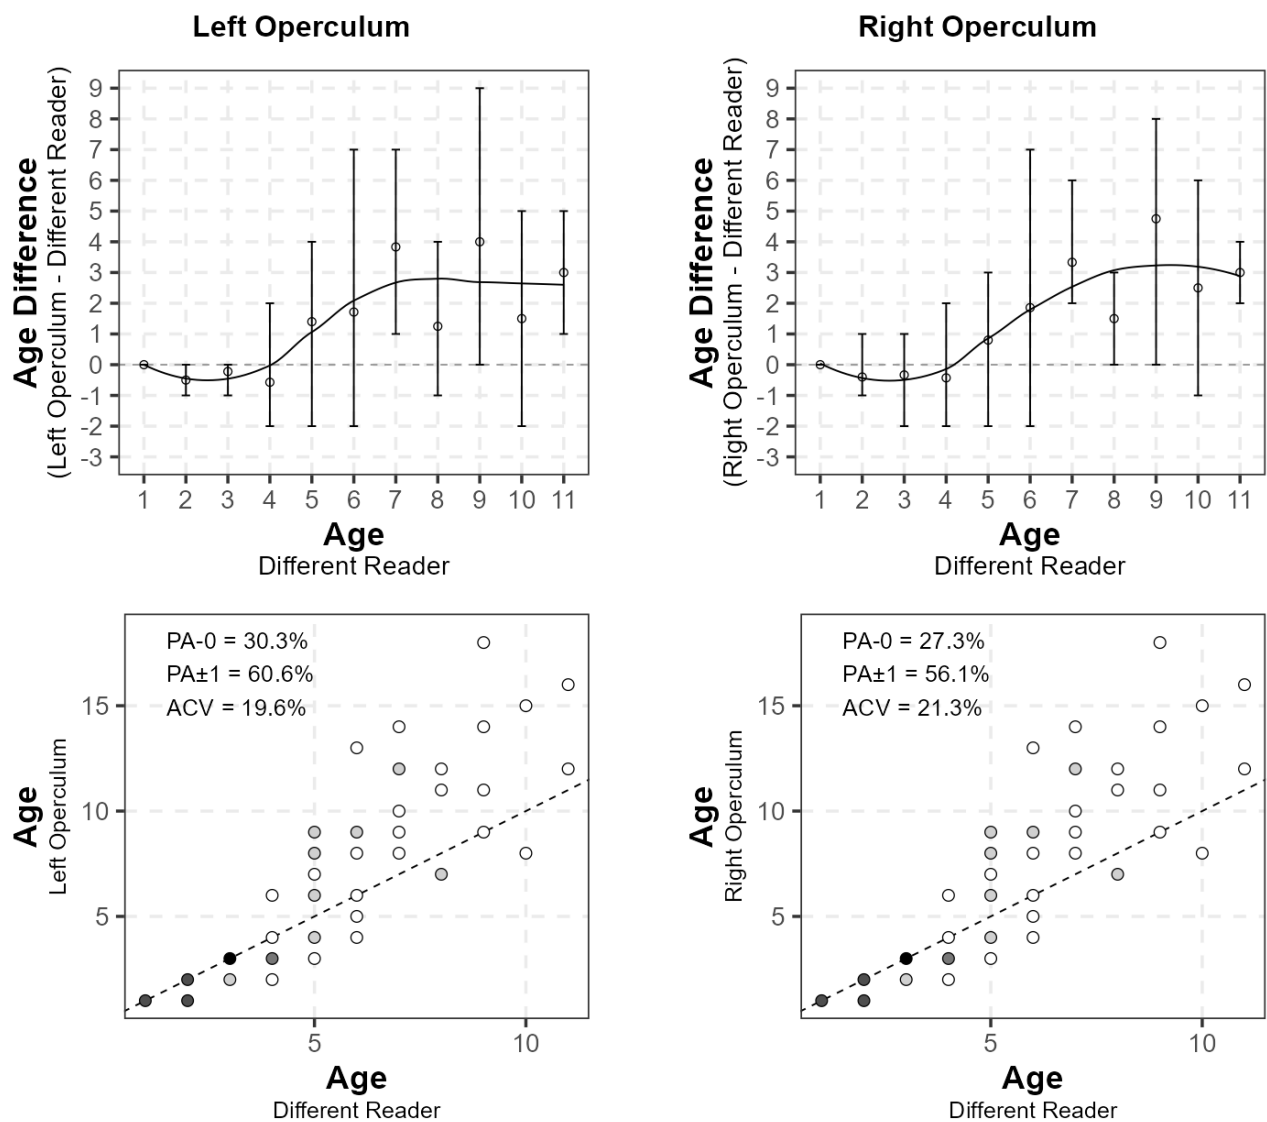 Left Operculum
Age Difference
(Left Operculum - Different Reader)
9
8
7
6
5
4
3
2
1
0
-1
-2
-3
1 2 3 4 5 6 7 8 9 10 11
Age
Different Reader
Right Operculum
Age Difference
(Right Operculum - Different Reader)
9
8
7
6
5
4
3
2
1
0
-1
-2
-3
1 2 3 4 5 6 7 8 9 10 11
Age
Different Reader
PA-0 = 30.3%
PA±1 = 60.6%
ACV = 19.6%
Age
Left Operculum
15
10
5
5 10
Age
Different Reader
PA-0 = 27.3%
PA±1 = 56.1%
ACV = 21.3%
Age
Right Operculum
15
10
5
5 10
Age
Different Reader